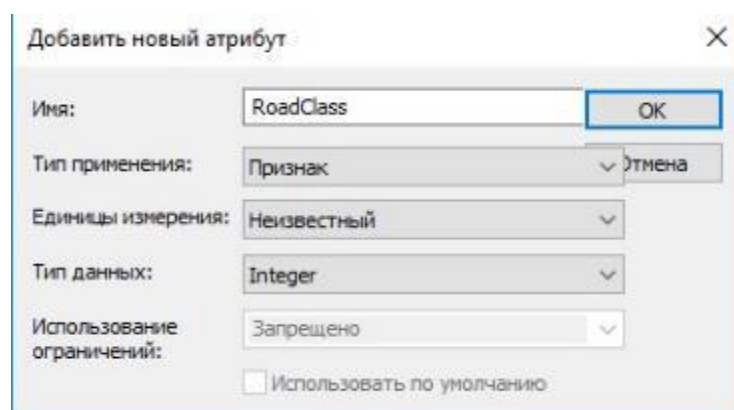 Добавить новый атрибут
Имя:
RoadClass
OK
Тип применения:
Признак
Отмена
Единицы измерения:
Неизвестный
Тип данных:
Integer
Использование ограничений:
Запрещено
Использовать по умолчанию